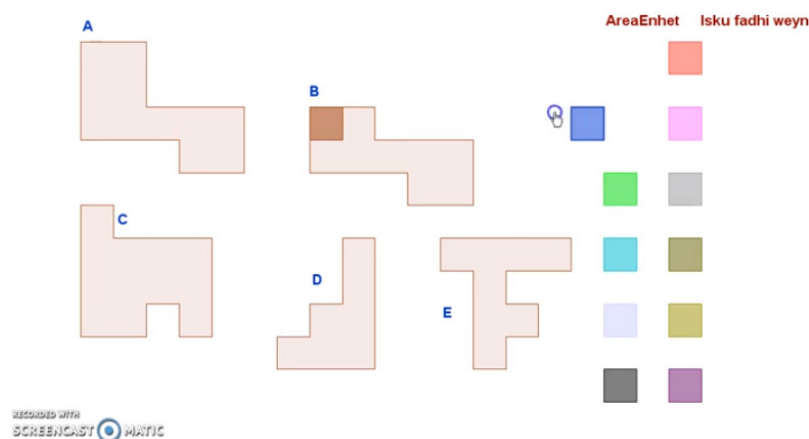 AreaEnhet Isku fadhi weyn
A
B
C
D
E
RECORDED WITH
SCREENCAST MATIC